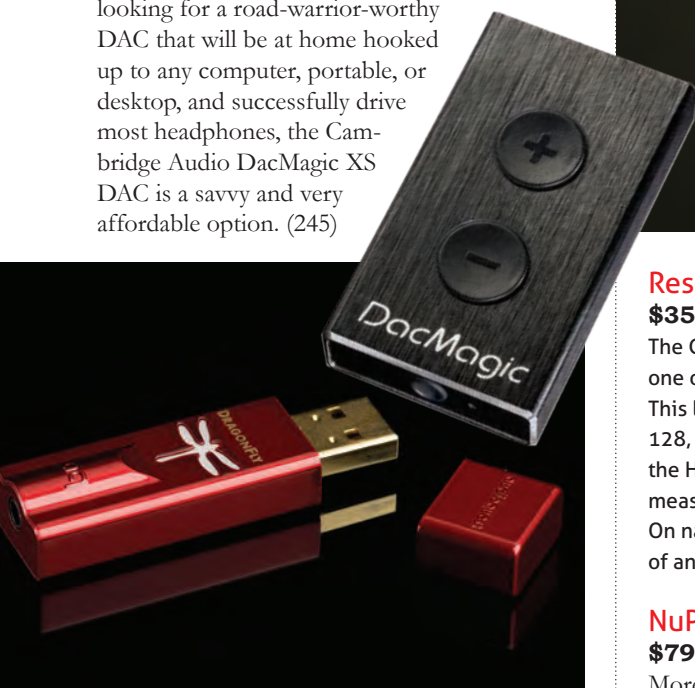 looking for a road-warrior-worthy
DAC that will be at home hooked
up to any computer, portable, or
desktop, and successfully drive
most headphones, the Cam-
bridge Audio DacMagic XS
DAC is a savvy and very
affordable option. (245)
+
−
DacMagic
DRAGONFLY
Res
$35
The
one
This
128,
the H
meas
On na
of an
NuP
$79
More